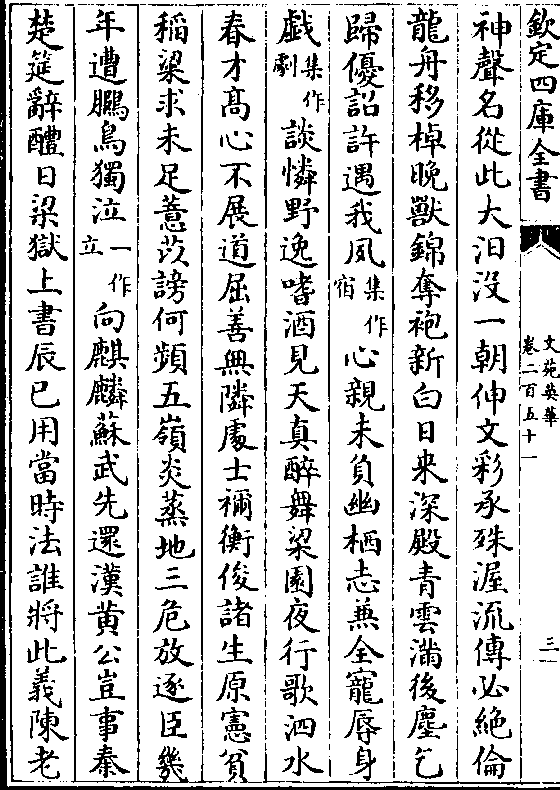 欽定四庫全書
文苑英華
卷二百五十一
三
神聲名從此大汨没一朝伸文彩承殊渥流傳必絶倫
龍舟移棹晚獸錦奪袍新白日来深殿青雲滿後塵乞
歸優詔許遇我夙集作宿心親未負幽栖志兼全寵辱身
戱集作劇談憐野逸嗜酒見天真醉舞梁園夜行歌泗水
春才髙心不展道屈善無隣處士禰衡俊諸生原憲貧
稻粱求未足薏苡謗何頻五嶺炎蒸地三危放逐臣幾
年遭鵩鳥獨泣一作立向麒麟蘇武先還漢黄公豈事秦
楚筵辭醴日梁獄上書辰已用當時法誰將此義陳老